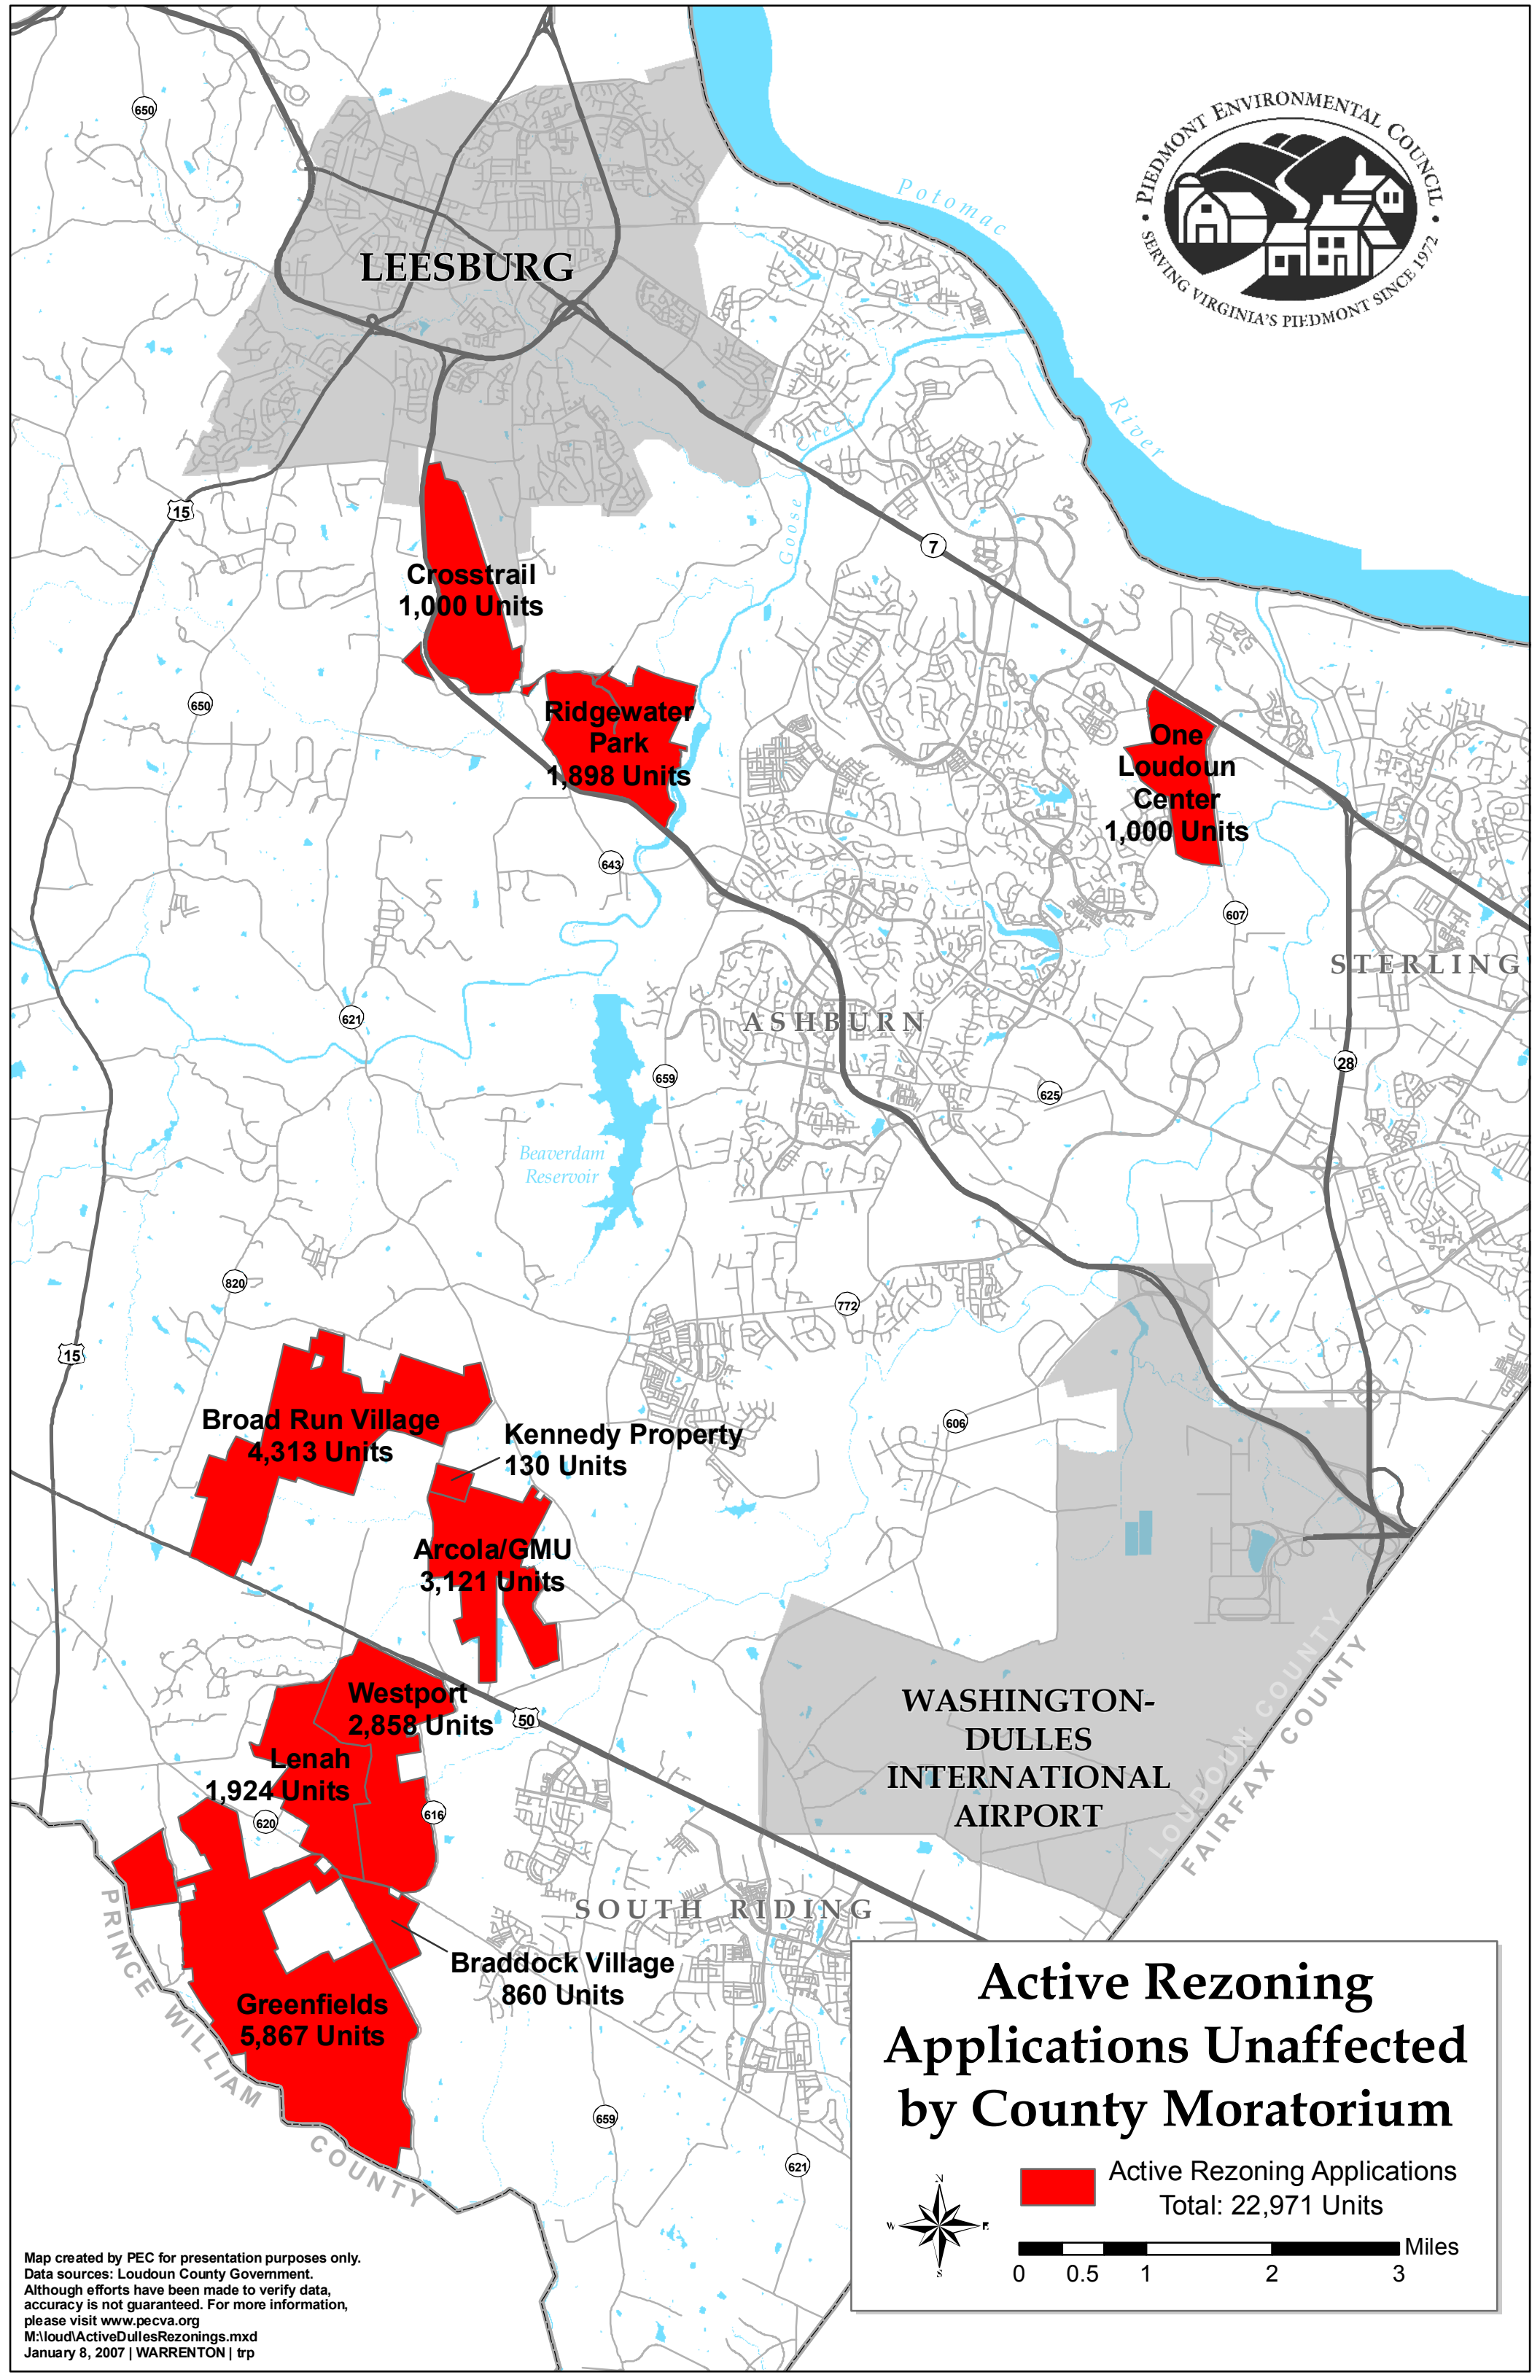 PIEDMONT ENVIRONMENTAL COUNCIL
• SERVING VIRGINIA'S PIEDMONT SINCE 1972 •
650
Potomac
LEESBURG
River
Creek
15
Goose
7
Crosstrail
1,000 Units
650
Ridgewater
Park
1,898 Units
One
Loudoun
Center
1,000 Units
643
607
STERLING
621
ASHBURN
28
659
625
Beaverdam
Reservoir
820
772
15
606
Broad Run Village
4,313 Units
Kennedy Property
130 Units
Arcola/GMU
3,121 Units
Westport
2,858 Units
50
WASHINGTON-
DULLES
INTERNATIONAL
AIRPORT
LOUDOUN COUNTY
FAIRFAX COUNTY
Lenah
1,924 Units
620
616
SOUTH RIDING
PRINCE WILLIAM COUNTY
Braddock Village
860 Units
Greenfields
5,867 Units
659
621
Active Rezoning
Applications Unaffected
by County Moratorium
Active Rezoning Applications
Total: 22,971 Units
N
W
E
S
Miles
0 0.5 1 2 3
Map created by PEC for presentation purposes only.
Data sources: Loudoun County Government.
Although efforts have been made to verify data,
accuracy is not guaranteed. For more information,
please visit www.pecva.org
M:\loud\ActiveDullesRezonings.mxd
January 8, 2007 | WARRENTON | trp